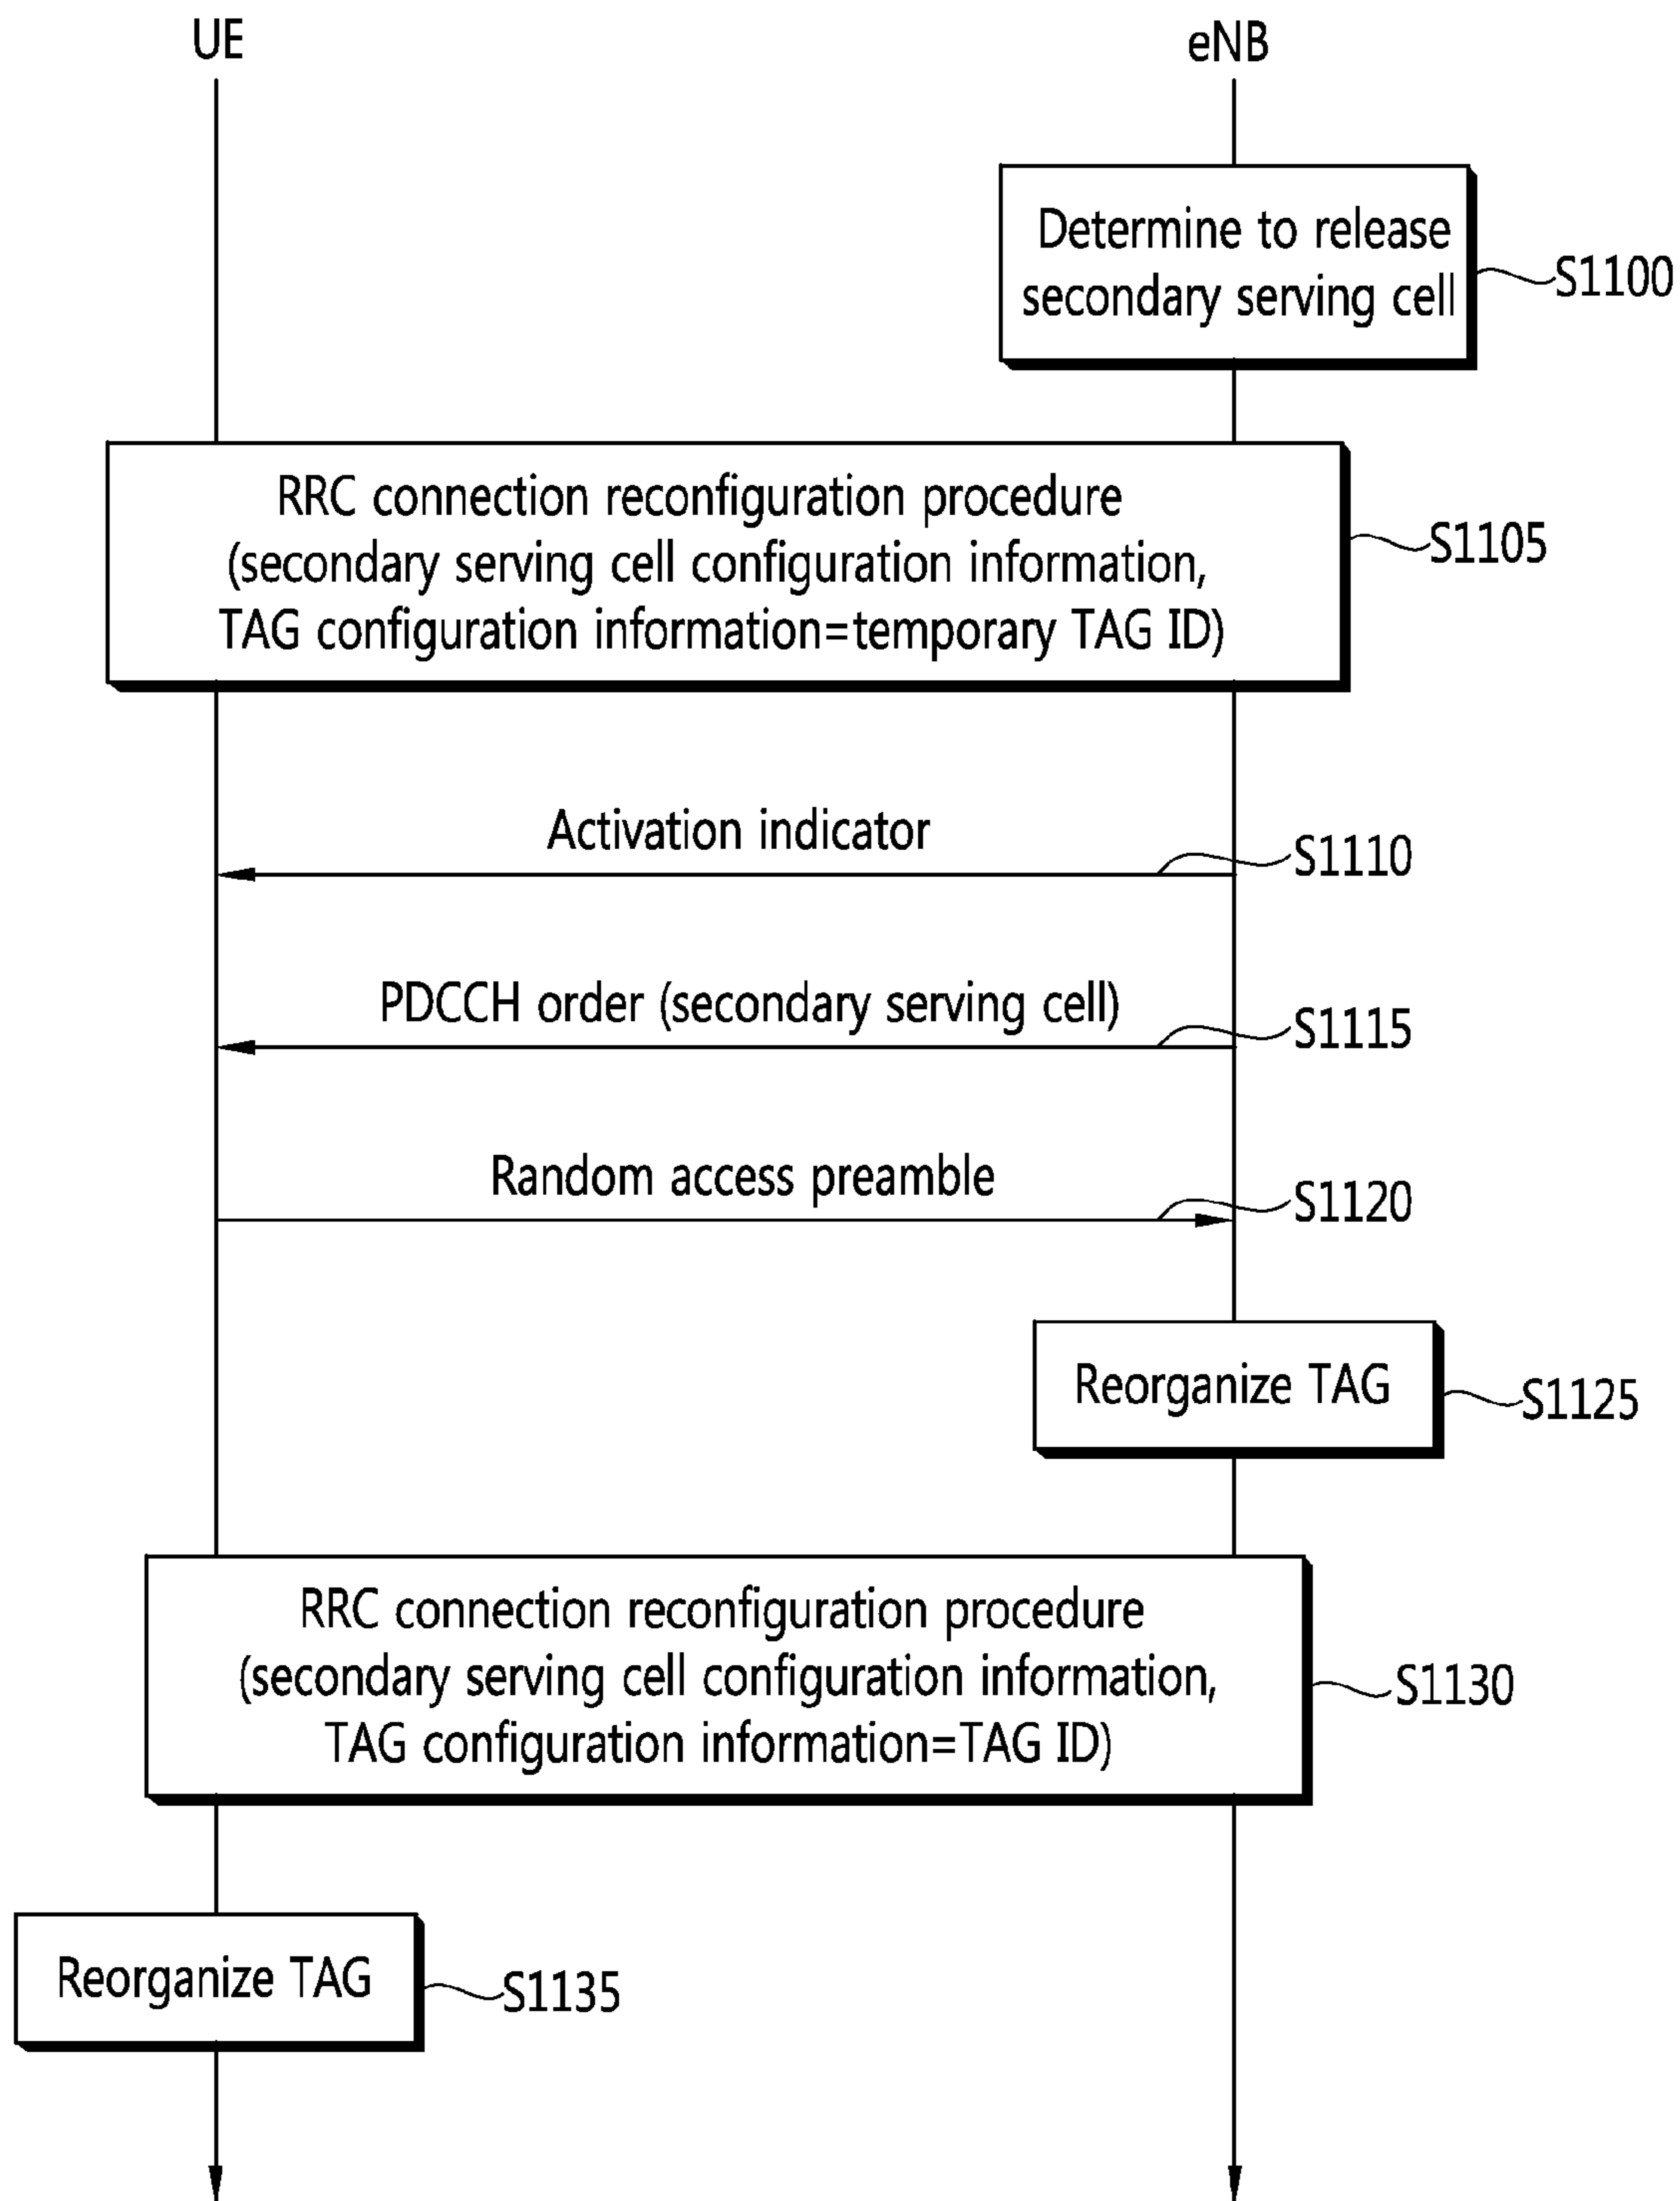 UE
eNB
Determine to release
secondary serving cell
S1100
RRC connection reconfiguration procedure
(secondary serving cell configuration information,
TAG configuration information=temporary TAG ID)
S1105
Activation indicator
S1110
PDCCH order (secondary serving cell)
S1115
Random access preamble
S1120
Reorganize TAG
S1125
RRC connection reconfiguration procedure
(secondary serving cell configuration information,
TAG configuration information=TAG ID)
S1130
Reorganize TAG
S1135